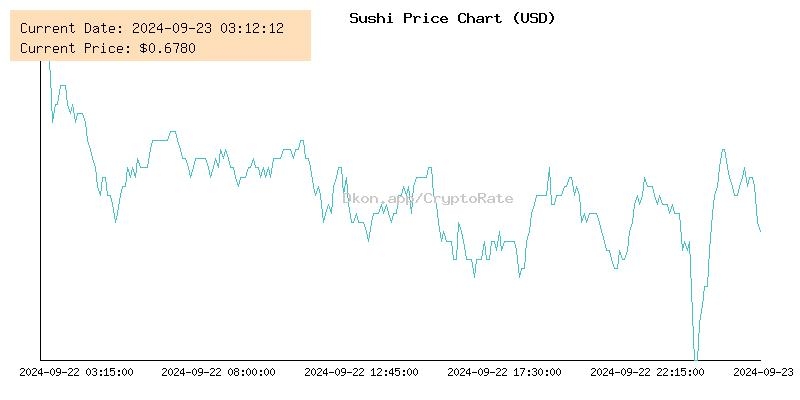 Sushi Price Chart (USD)
Current Date: 2024-09-23 03:12:12
Current Price: $0.6780
Dkon.app/CryptoRate
2024-09-22 03:15:00 2024-09-22 08:00:00 2024-09-22 12:45:00 2024-09-22 17:30:00 2024-09-22 22:15:00 2024-09-23